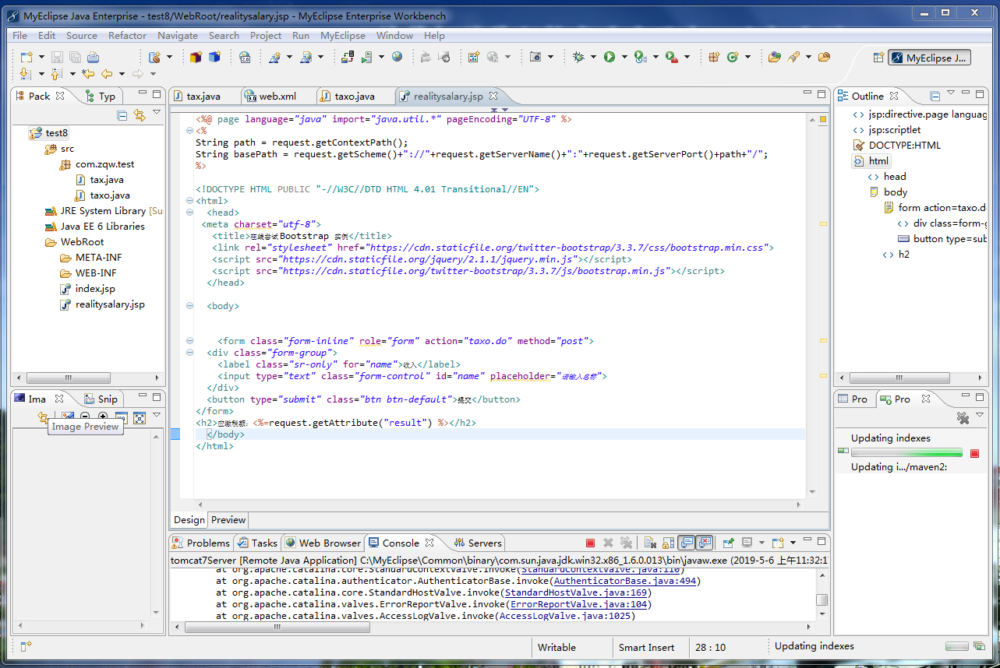 MyEclipse Java Enterprise - test8/WebRoot/realitysalary.jsp - MyEclipse Enterprise Workbench
File Edit Source Refactor Navigate Search Project Run MyEclipse Window Help
MyEclipse J...
Pack Typ
test8
src
com.zqw.test
tax.java
taxo.java
JRE System Library [Su
Java EE 6 Libraries
WebRoot
META-INF
WEB-INF
index.jsp
realitysalary.jsp
Ima Snip
Image Preview
tax.java web.xml taxo.java realitysalary.jsp
<%@ page language="java" import="java.util.*" pageEncoding="UTF-8" %>
<%
String path = request.getContextPath();
String basePath = request.getScheme()+"://"+request.getServerName()+":"+request.getServerPort()+path+"/";
%>
<!DOCTYPE HTML PUBLIC "-//W3C//DTD HTML 4.01 Transitional//EN">
<html>
<head>
<meta charset="utf-8">
<title>在线尝试 Bootstrap 实例</title>
<link rel="stylesheet" href="https://cdn.staticfile.org/twitter-bootstrap/3.3.7/css/bootstrap.min.css">
<script src="https://cdn.staticfile.org/jquery/2.1.1/jquery.min.js"></script>
<script src="https://cdn.staticfile.org/twitter-bootstrap/3.3.7/js/bootstrap.min.js"></script>
</head>
<body>
<form class="form-inline" role="form" action="taxo.do" method="post">
<div class="form-group">
<label class="sr-only" for="name">收入</label>
<input type="text" class="form-control" id="name" placeholder="请输入名称">
</div>
<button type="submit" class="btn btn-default">提交</button>
</form>
<h2>应缴税额：<%=request.getAttribute("result") %></h2>
</body>
</html>
Design Preview
Outline
jsp:directive.page languag
jsp:scriptlet
DOCTYPE:HTML
html
head
body
form action=taxo.d
div class=form-g
button type=sub
h2
Pro Pro
Updating indexes
Updating i.../maven2:
Problems Tasks Web Browser Console Servers
tomcat7Server [Remote Java Application] C:\MyEclipse\Common\binary\com.sun.java.jdk.win32.x86_1.6.0.013\bin\javaw.exe (2019-5-6 上午11:32:1
at org.apache.catalina.core.StandardContextValve.invoke(StandardContextValve.java:110)
at org.apache.catalina.authenticator.AuthenticatorBase.invoke(AuthenticatorBase.java:494)
at org.apache.catalina.core.StandardHostValve.invoke(StandardHostValve.java:169)
at org.apache.catalina.valves.ErrorReportValve.invoke(ErrorReportValve.java:104)
at org.apache.catalina.valves.AccessLogValve.invoke(AccessLogValve.java:1025)
Writable Smart Insert 28 : 10 Updating indexes